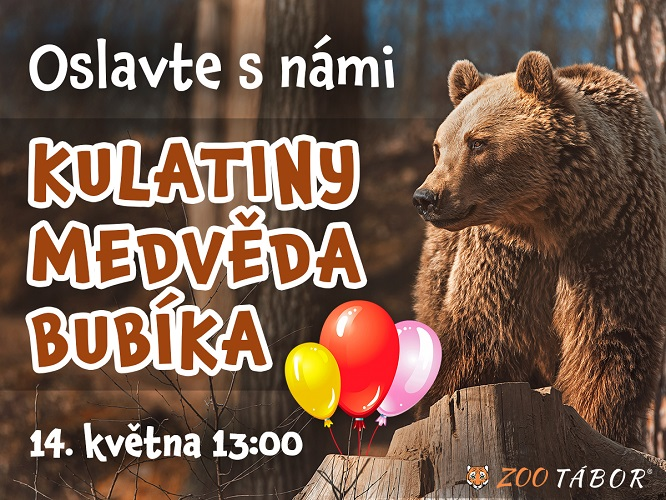 Oslavte s námi
KULATINY
MEDVĚDA
BUBÍKA
14. května 13:00
ZOO TÁBOR®